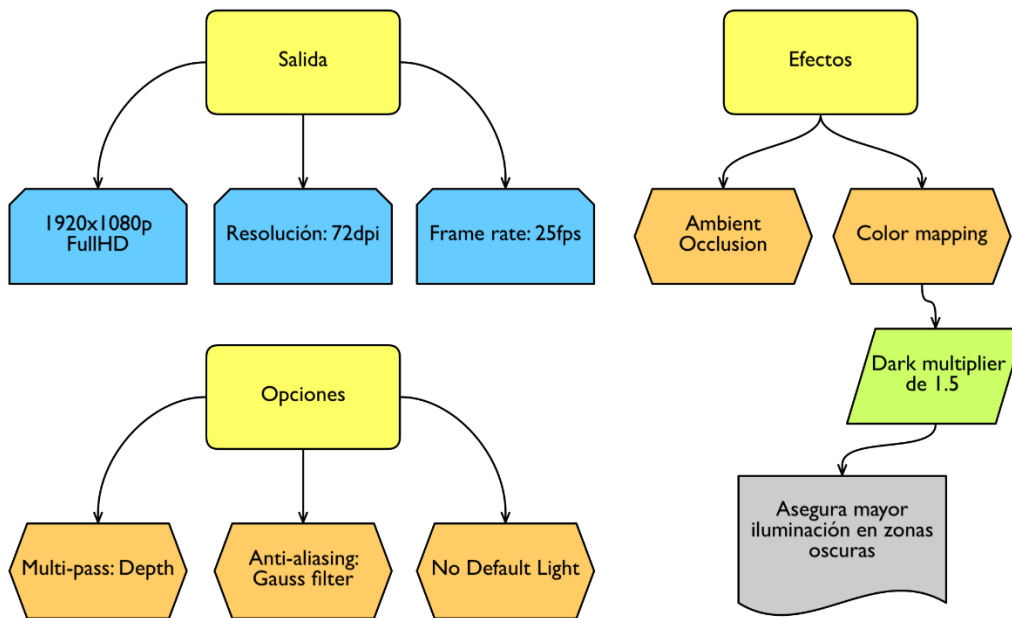 Salida
1920x1080p
FullHD
Resolución: 72dpi
Frame rate: 25fps
Opciones
Multi-pass: Depth
Anti-aliasing:
Gauss filter
No Default Light
Efectos
Ambient
Occlusion
Color mapping
Dark multiplier
de 1.5
Asegura mayor
iluminación en zonas
oscuras